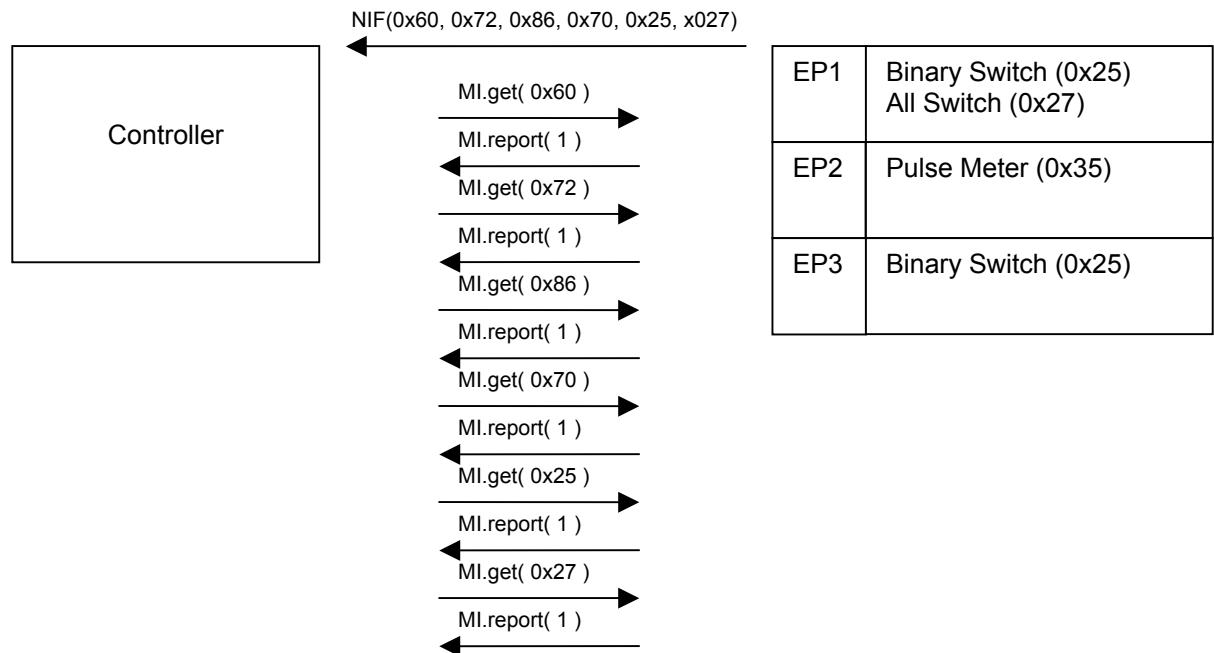 NIF(0x60, 0x72, 0x86, 0x70, 0x25, x027)
Controller
MI.get( 0x60 )
MI.report( 1 )
MI.get( 0x72 )
MI.report( 1 )
MI.get( 0x86 )
MI.report( 1 )
MI.get( 0x70 )
MI.report( 1 )
MI.get( 0x25 )
MI.report( 1 )
MI.get( 0x27 )
MI.report( 1 )
EP1 Binary Switch (0x25)
All Switch (0x27)
EP2 Pulse Meter (0x35)
EP3 Binary Switch (0x25)